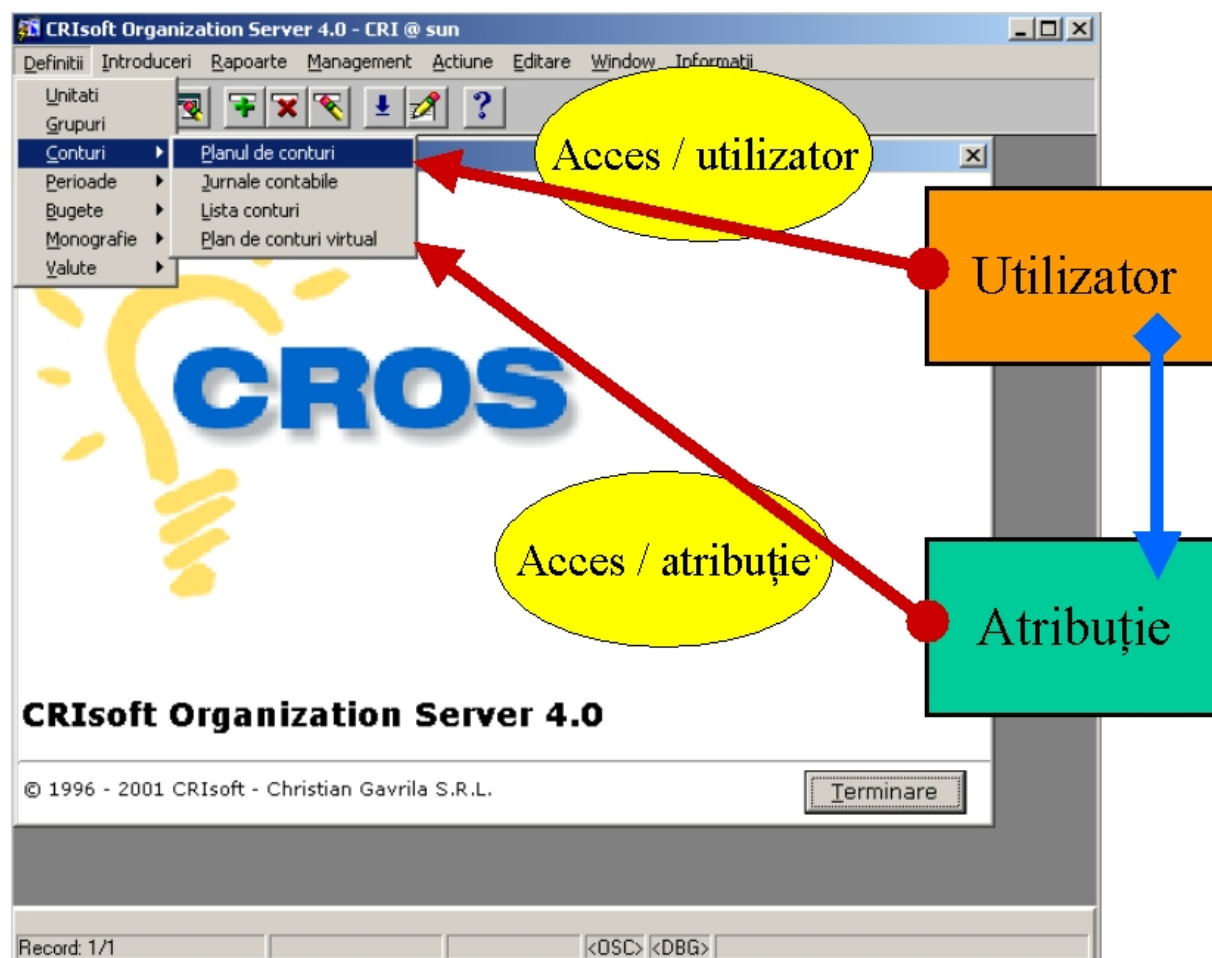 CRIsoft Organization Server 4.0 - CRI @ sun
Definitii Introduceri Rapoarte Management Actiune Editare Window Informatii
Unitati
Grupuri
Conturi
Perioade
Bugete
Monografie
Valute
Planul de conturi
Jurnale contabile
Lista conturi
Plan de conturi virtual
Acces / utilizator
Utilizator
CROS
Acces / atribuție
Atribuție
CRIsoft Organization Server 4.0
© 1996 - 2001 CRIsoft - Christian Gavrila S.R.L.
Terminare
Record: 1/1 <OSC> <DBG>